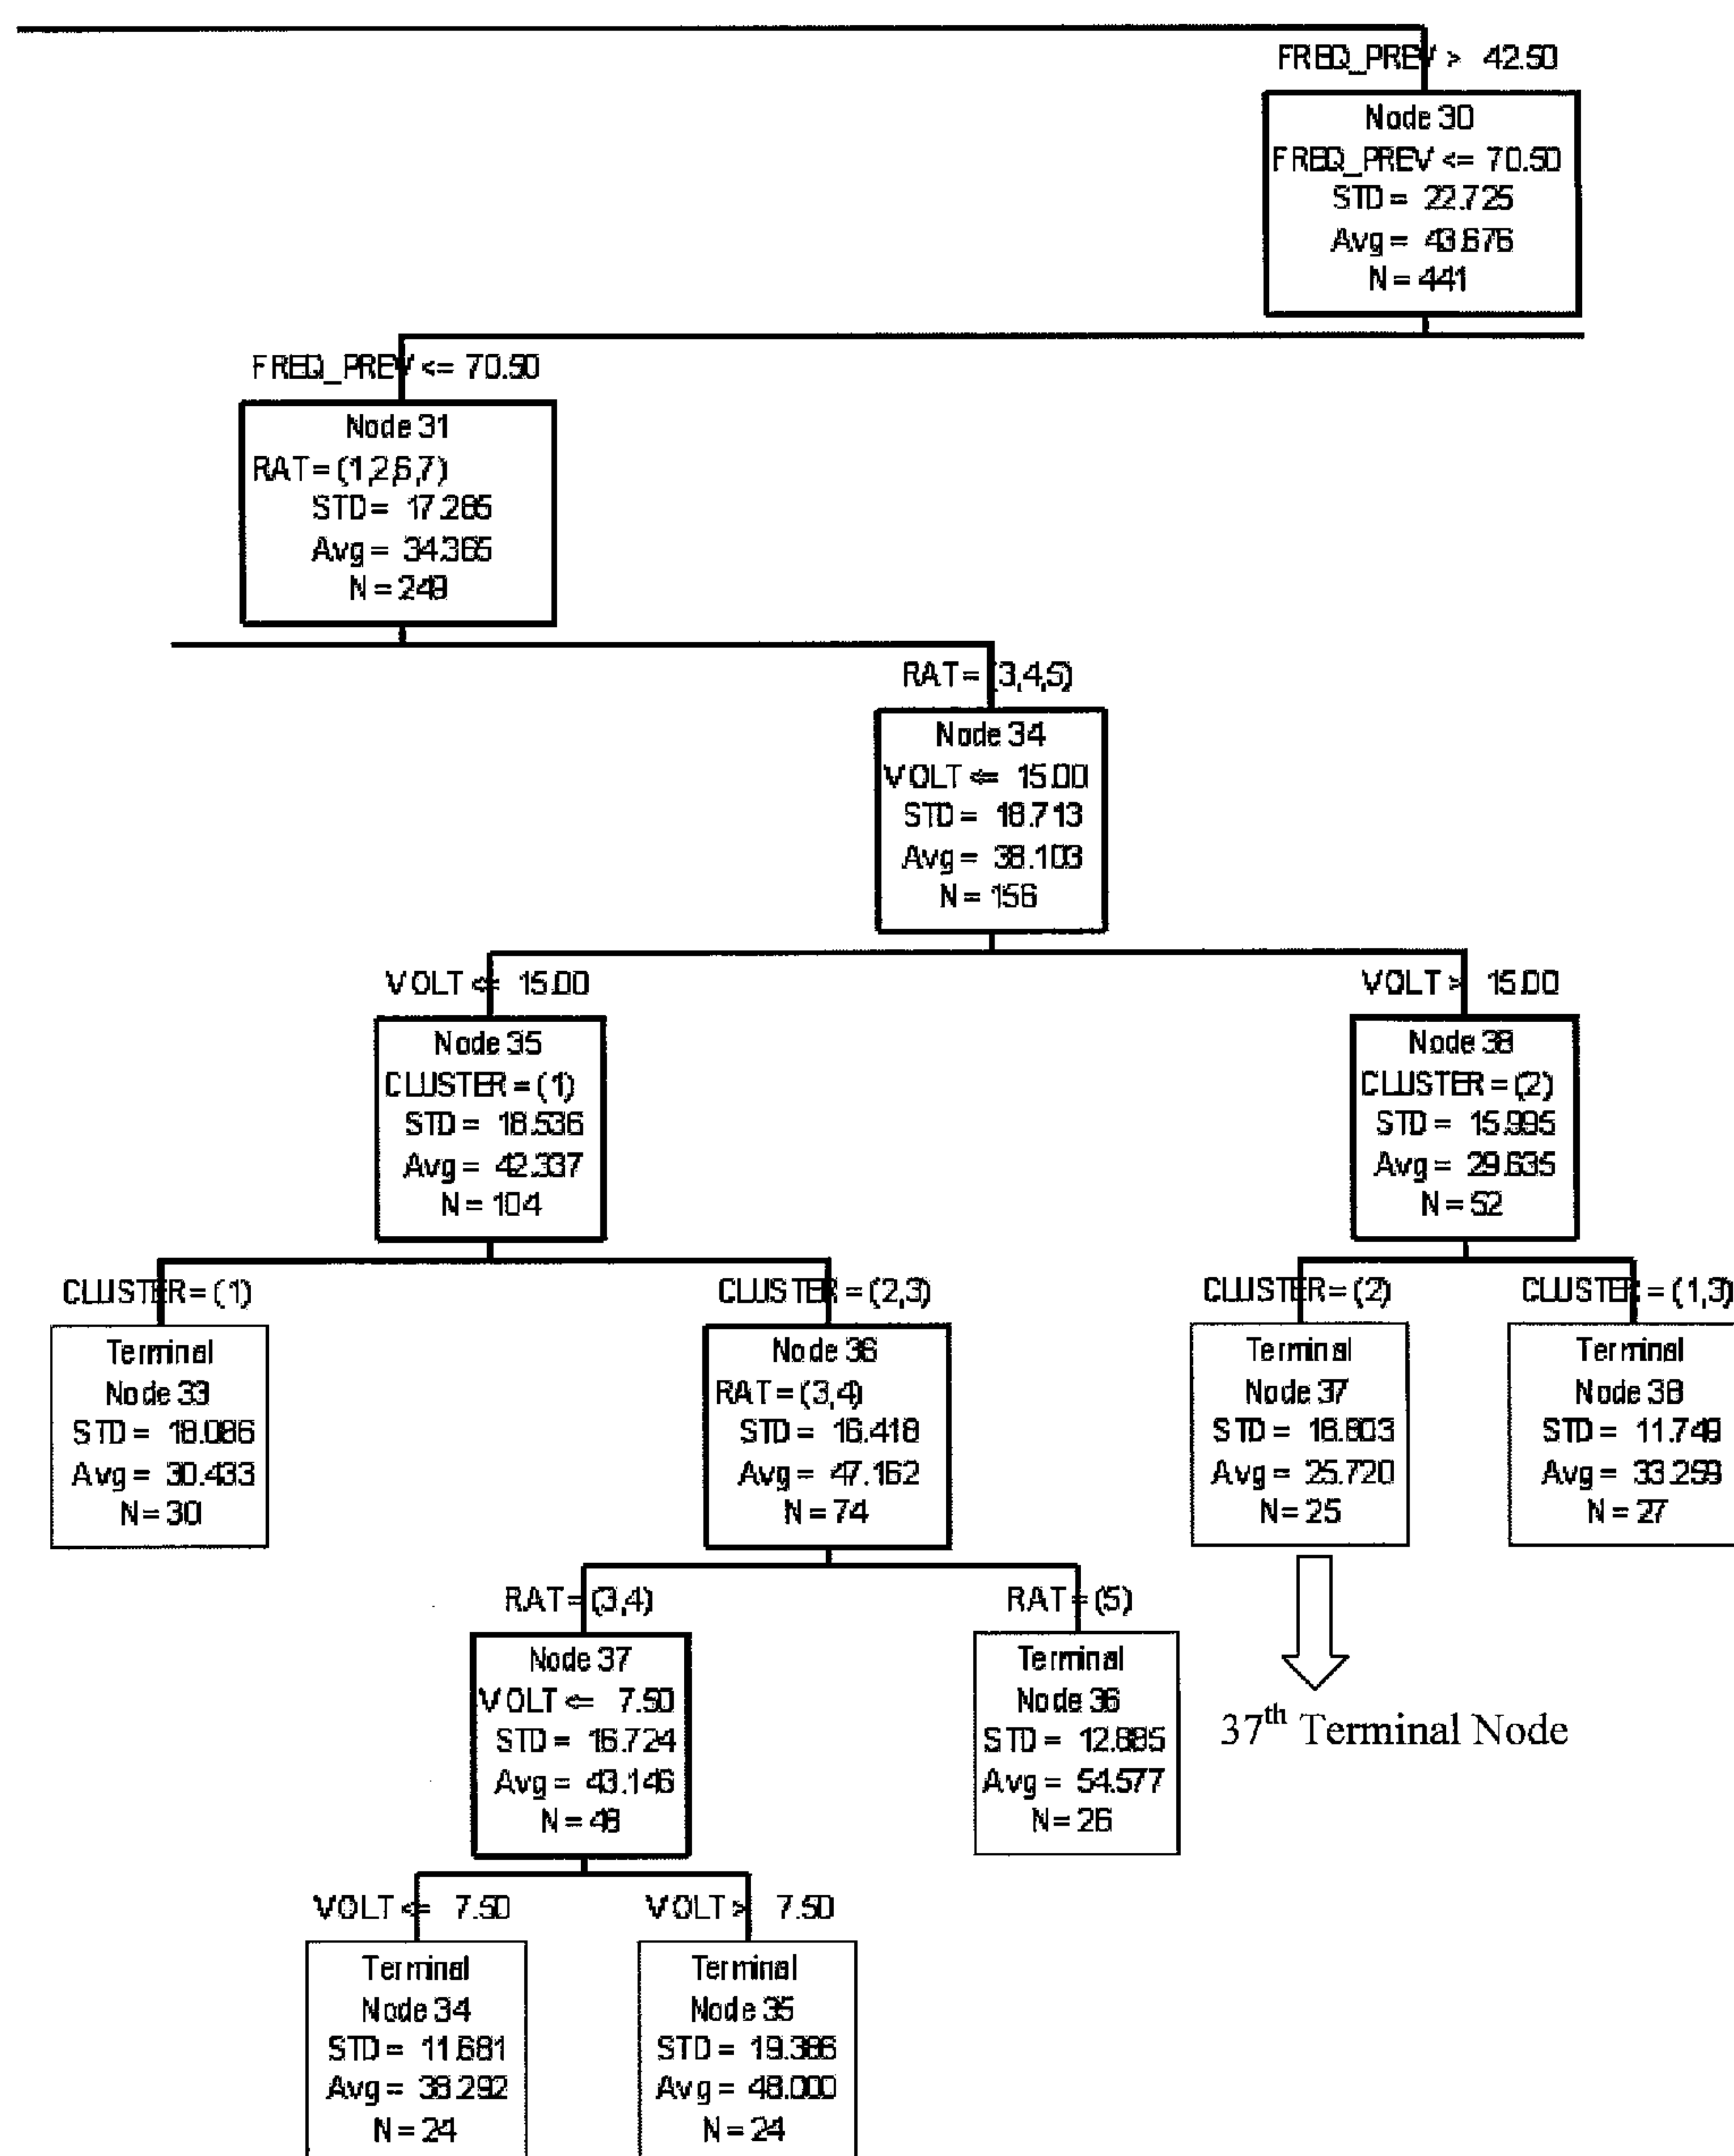 FREQ_PREV > 42.50
Node 30
FREQ_PREV <= 70.50
STD = 22.725
Avg = 43.676
N = 441
FREQ_PREV <= 70.50
Node 31
RAT = (1,2,6,7)
STD = 17.265
Avg = 34.365
N = 249
RAT = (3,4,5)
Node 34
VOLT <= 15.00
STD = 18.713
Avg = 38.103
N = 156
VOLT <= 15.00
VOLT > 15.00
Node 35
CLUSTER = (1)
STD = 18.536
Avg = 42.337
N = 104
Node 38
CLUSTER = (2)
STD = 15.995
Avg = 29.635
N = 52
CLUSTER = (1)
CLUSTER = (2,3)
CLUSTER = (2)
CLUSTER = (1,3)
Terminal
Node 33
STD = 18.086
Avg = 30.433
N = 30
Node 36
RAT = (3,4)
STD = 16.418
Avg = 47.162
N = 74
Terminal
Node 37
STD = 18.803
Avg = 25.720
N = 25
Terminal
Node 38
STD = 11.749
Avg = 33.259
N = 27
RAT = (3,4)
RAT = (5)
Node 37
VOLT <= 7.50
STD = 16.724
Avg = 43.146
N = 48
Terminal
Node 36
STD = 12.885
Avg = 54.577
N = 26
37th Terminal Node
VOLT <= 7.50
VOLT > 7.50
Terminal
Node 34
STD = 11.681
Avg = 38.292
N = 24
Terminal
Node 35
STD = 19.386
Avg = 48.000
N = 24